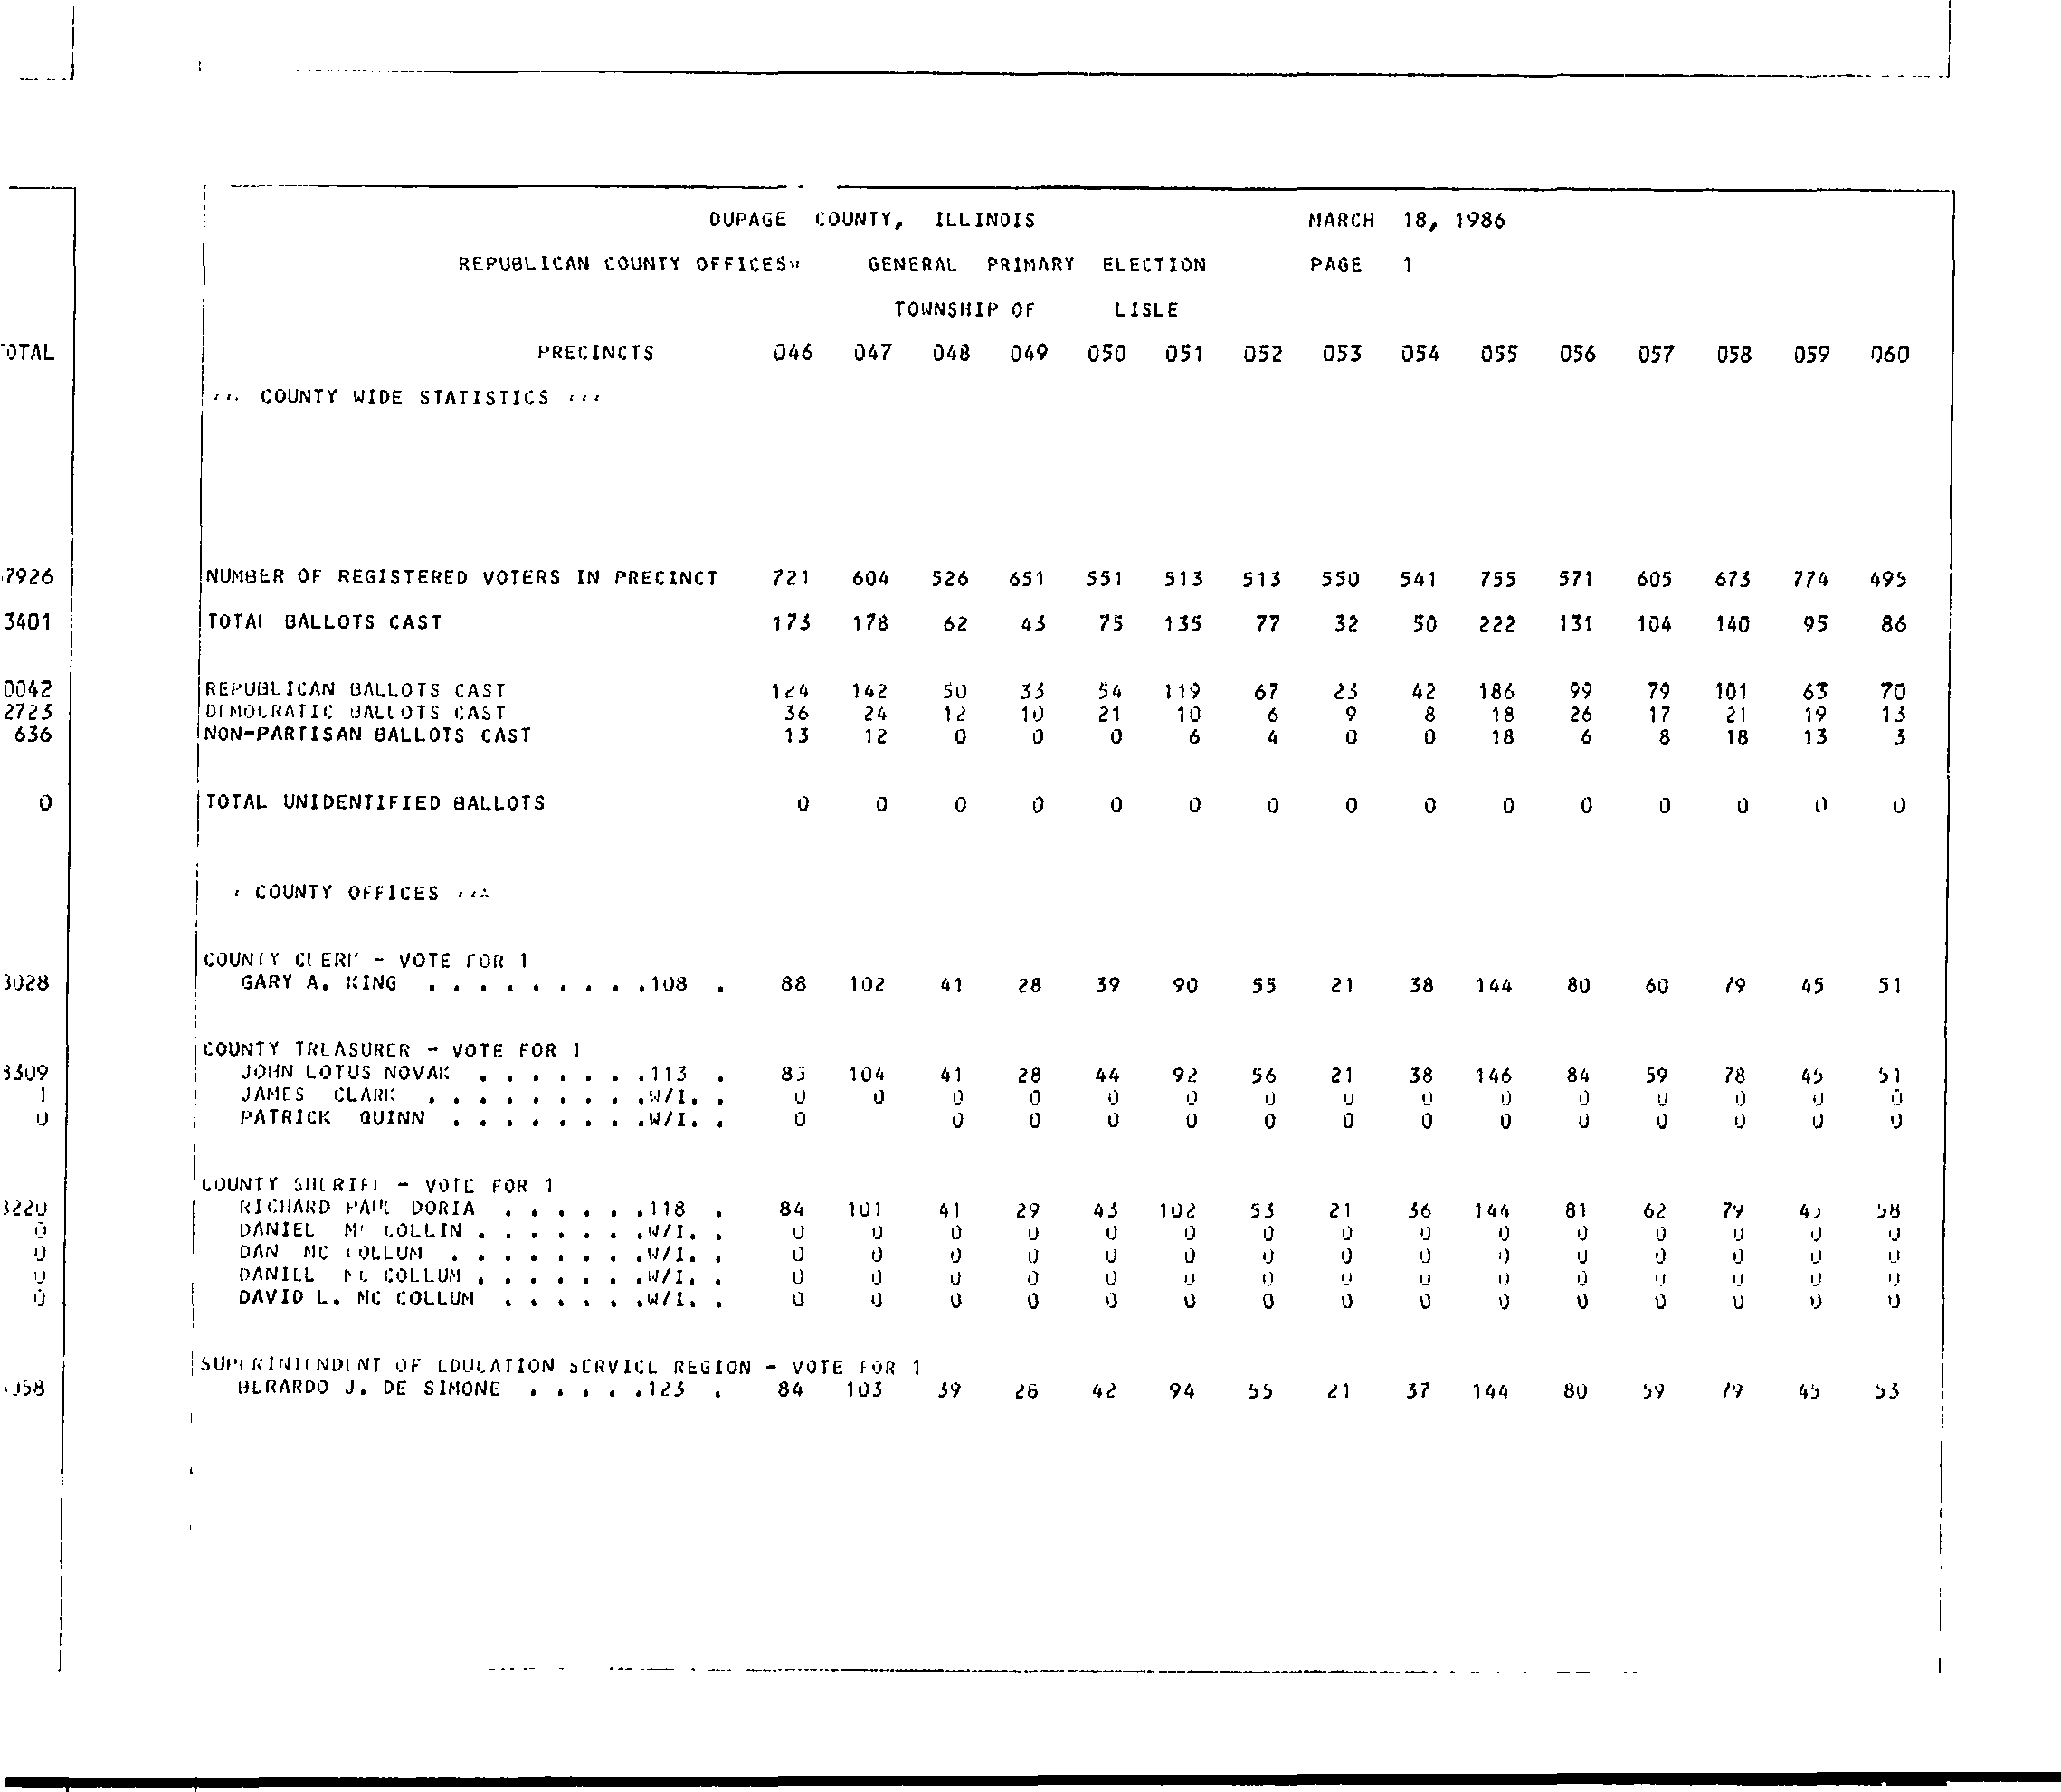 DUPAGE COUNTY, ILLINOIS MARCH 18, 1986
REPUBLICAN COUNTY OFFICES GENERAL PRIMARY ELECTION PAGE 1
TOWNSHIP OF LISLE
TOTAL
PRECINCTS 046 047 048 049 050 051 052 053 054 055 056 057 058 059 060
COUNTY WIDE STATISTICS
7926
NUMBER OF REGISTERED VOTERS IN PRECINCT 721 604 526 651 551 513 513 550 541 755 571 605 673 774 495
3401
TOTAL BALLOTS CAST 173 178 62 43 75 135 77 32 50 222 131 104 140 95 86
0042
REPUBLICAN BALLOTS CAST 124 142 50 33 54 119 67 23 42 186 99 79 101 63 70
2723
DEMOCRATIC BALLOTS CAST 36 24 12 10 21 10 6 9 8 18 26 17 21 19 13
636
NON-PARTISAN BALLOTS CAST 13 12 0 0 0 6 4 0 0 18 6 8 18 13 3
0
TOTAL UNIDENTIFIED BALLOTS 0 0 0 0 0 0 0 0 0 0 0 0 0 0 0
COUNTY OFFICES
COUNTY CLERK - VOTE FOR 1
3028
GARY A. KING . . . . . . . . .108 . 88 102 41 28 39 90 55 21 38 144 80 60 79 45 51
COUNTY TREASURER - VOTE FOR 1
3309
JOHN LOTUS NOVAK . . . . . . .113 . 83 104 41 28 44 92 56 21 38 146 84 59 78 45 51
1
JAMES CLARK . . . . . . . . .W/I. . 0 0 0 0 0 0 0 0 0 0 0 0 0 0 0
0
PATRICK QUINN . . . . . . . .W/I. . 0 0 0 0 0 0 0 0 0 0 0 0 0 0
COUNTY SHERIFF - VOTE FOR 1
3220
RICHARD PAUL DORIA . . . . . .118 . 84 101 41 29 43 102 53 21 36 144 81 62 79 45 58
0
DANIEL MC COLLIN . . . . . . .W/I. . 0 0 0 0 0 0 0 0 0 0 0 0 0 0 0
0
DAN MC COLLUM . . . . . . . .W/I. . 0 0 0 0 0 0 0 0 0 0 0 0 0 0 0
0
DANIEL MC COLLUM . . . . . . .W/I. . 0 0 0 0 0 0 0 0 0 0 0 0 0 0 0
0
DAVID L. MC COLLUM . . . . . .W/I. . 0 0 0 0 0 0 0 0 0 0 0 0 0 0 0
SUPERINTENDENT OF EDUCATION SERVICE REGION - VOTE FOR 1
058
BERARDO J. DE SIMONE . . . . .123 . 84 103 39 26 42 94 55 21 37 144 80 59 79 45 53